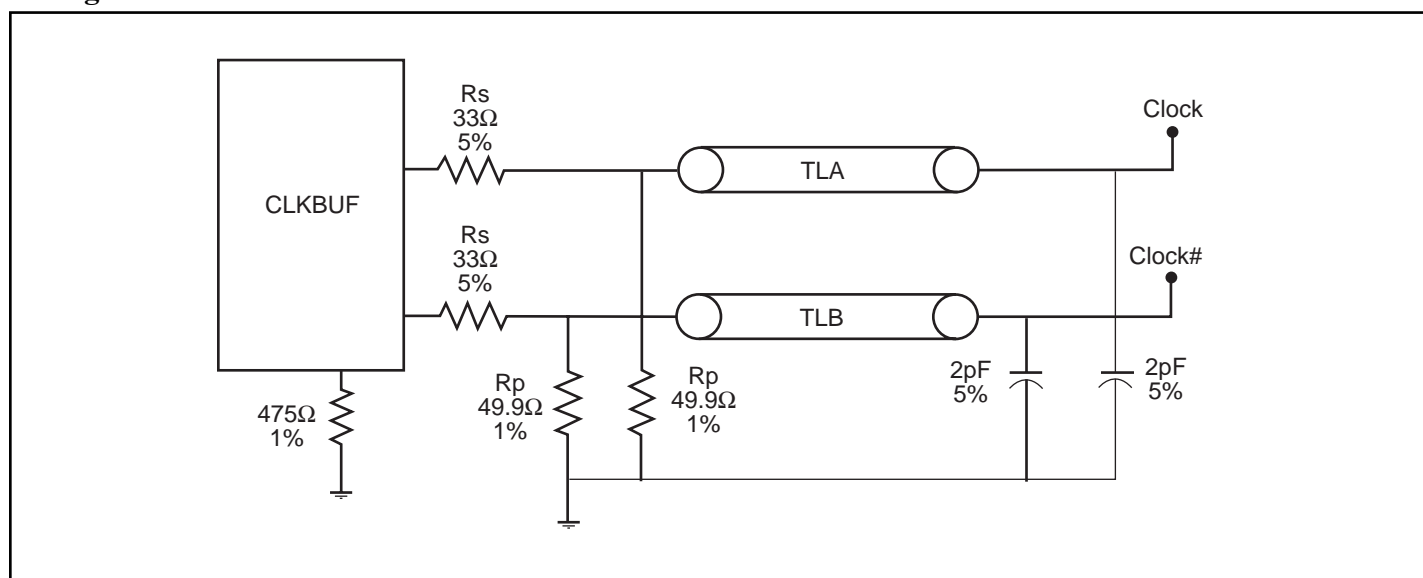 Rs
33Ω
5%
Clock
TLA
CLKBUF
Rs
33Ω
5%
Clock#
TLB
2pF
5%
2pF
5%
Rp
49.9Ω
1%
Rp
49.9Ω
1%
475Ω
1%